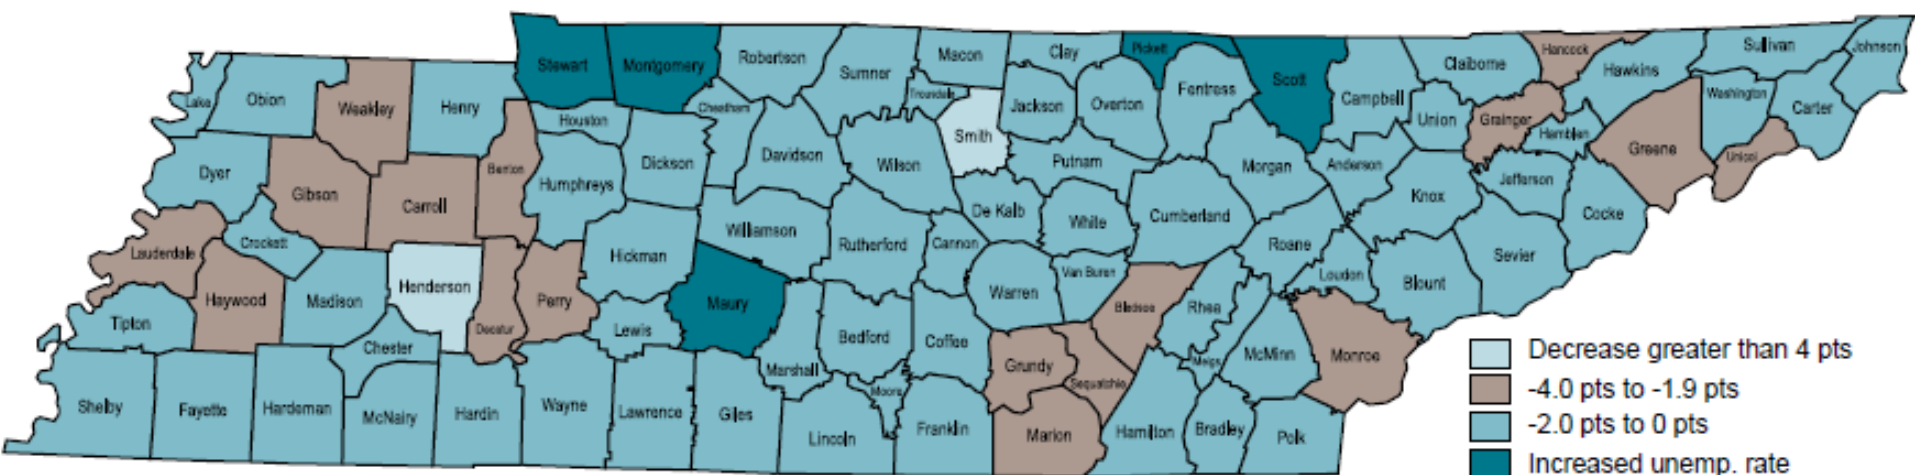 Stewart
Montgomery
Robertson
Sumner
Macon
Clay
Pickett
Scott
Campbell
Claiborne
Hancock
Hawkins
Sullivan
Johnson
Lake
Obion
Weakley
Henry
Houston
Cheatham
Trousdale
Jackson
Overton
Fentress
Union
Grainger
Hamblen
Washington
Carter
Dyer
Gibson
Carroll
Benton
Humphreys
Dickson
Davidson
Wilson
Smith
Putnam
Morgan
Anderson
Knox
Jefferson
Greene
Unicoi
Lauderdale
Crockett
Haywood
Madison
Henderson
Decatur
Perry
Hickman
Williamson
Rutherford
Cannon
De Kalb
White
Cumberland
Roane
Loudon
Blount
Sevier
Cocke
Tipton
Chester
Lewis
Maury
Marshall
Bedford
Coffee
Warren
Van Buren
Bledsoe
Rhea
Meigs
McMinn
Monroe
Shelby
Fayette
Hardeman
McNairy
Hardin
Wayne
Lawrence
Giles
Lincoln
Moore
Franklin
Grundy
Sequatchie
Marion
Hamilton
Bradley
Polk
Decrease greater than 4 pts
-4.0 pts to -1.9 pts
-2.0 pts to 0 pts
Increased unemp. rate